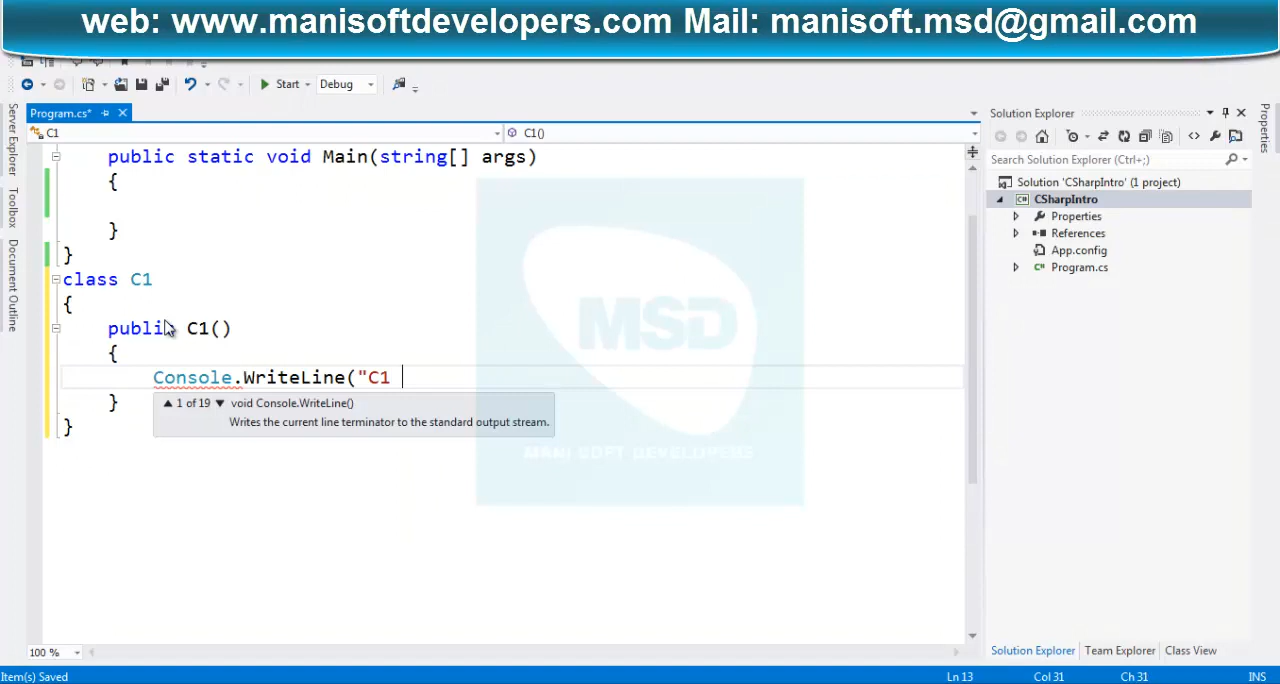 web: www.manisoftdevelopers.com Mail: manisoft.msd@gmail.com
Start Debug
Program.cs*
C1 C1()
public static void Main(string[] args)
{
}
}
class C1
{
public C1()
{
Console.WriteLine("C1
1 of 19 void Console.WriteLine()
Writes the current line terminator to the standard output stream.
}
}
MSD
MANI SOFT DEVELOPERS
100 %
Server Explorer
Toolbox
Document Outline
Solution Explorer
Search Solution Explorer (Ctrl+;)
Solution 'CSharpIntro' (1 project)
CSharpIntro
Properties
References
App.config
Program.cs
Solution Explorer Team Explorer Class View
Properties
Item(s) Saved Ln 13 Col 31 Ch 31 INS